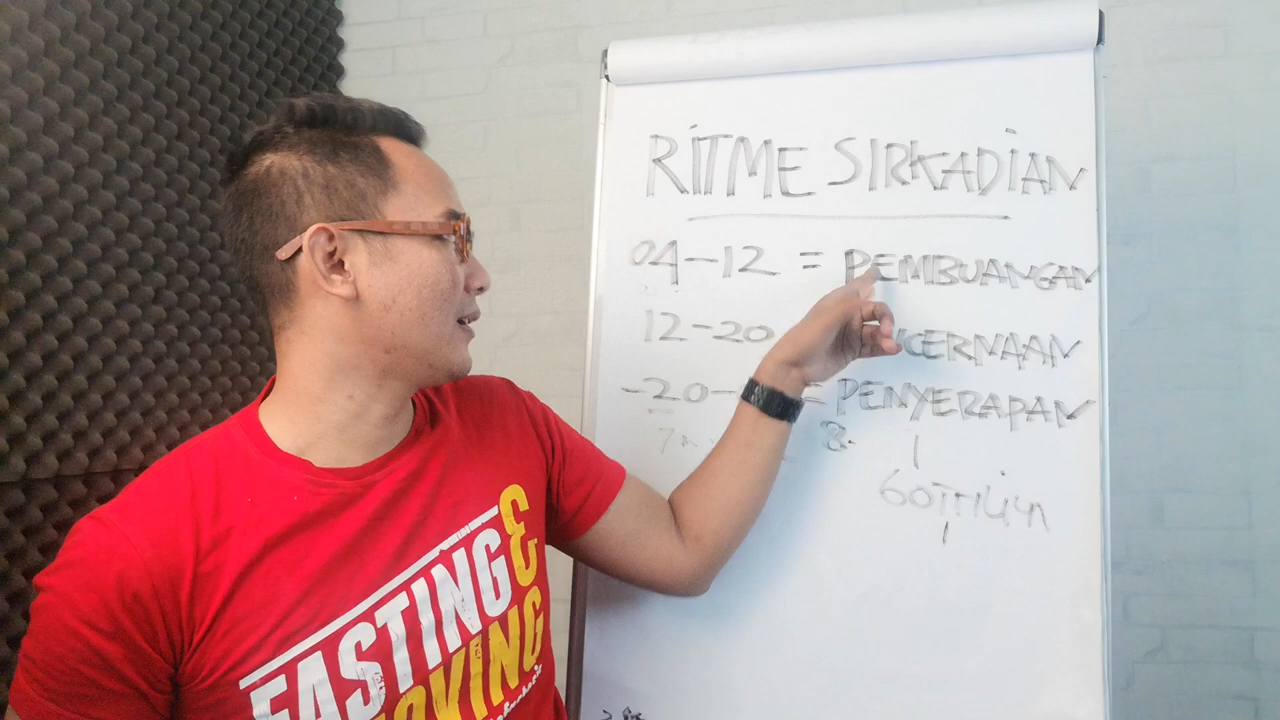 RITME SIRKADIAN
04-12 = PEMBUANGAN
12-20
CERNAAN
-20- = PENYERAPAN
8.
60 Triliun
FASTING &